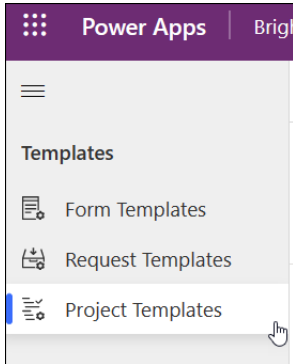 Power Apps
Templates
Form Templates
Request Templates
Project Templates